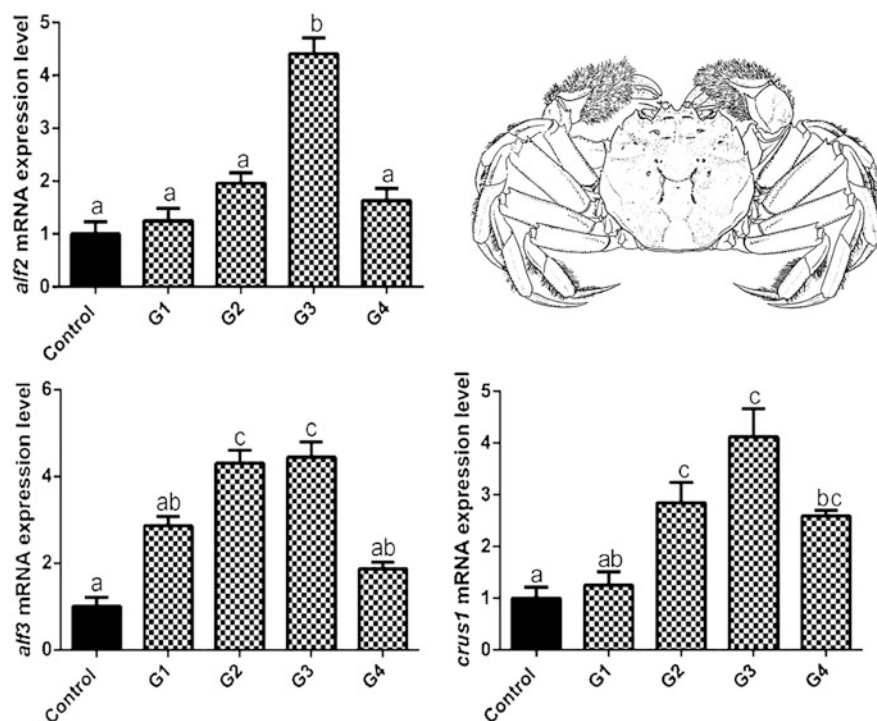 alf2 mRNA expression level
5
4
3
2
1
0
a
a
a
b
a
Control
G1
G2
G3
G4
alf3 mRNA expression level
6
4
2
0
a
ab
c
c
ab
Control
G1
G2
G3
G4
crus1 mRNA expression level
5
4
3
2
1
0
a
ab
c
c
bc
Control
G1
G2
G3
G4